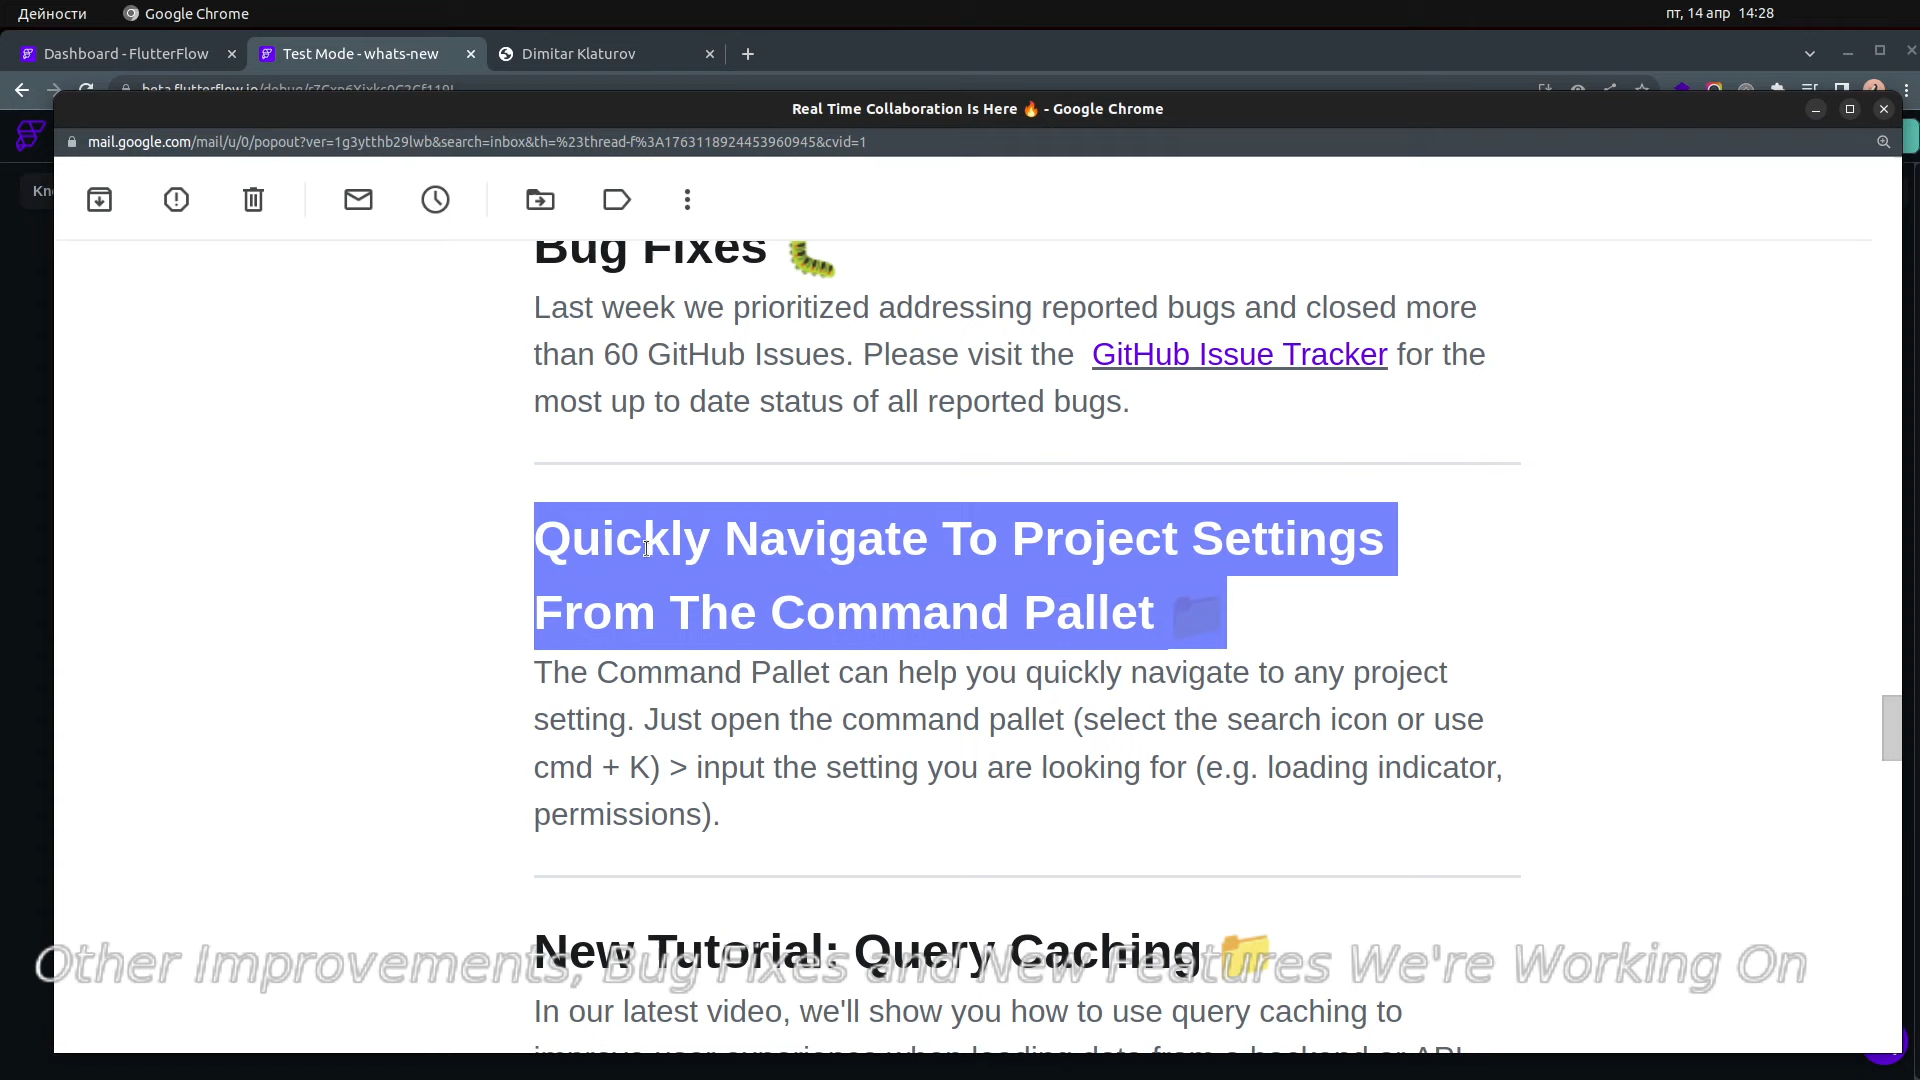 Дейности
Google Chrome
пт, 14 апр 14:28
Dashboard - FlutterFlow
Test Mode - whats-new
Dimitar Klaturov
Real Time Collaboration Is Here 🔥 - Google Chrome
mail.google.com/mail/u/0/popout?ver=1g3ytthb29lwb&search=inbox&th=%23thread-f%3A1763118924453960945&cvid=1
Bug Fixes 🐛
Last week we prioritized addressing reported bugs and closed more
than 60 GitHub Issues. Please visit the GitHub Issue Tracker for the
most up to date status of all reported bugs.
Quickly Navigate To Project Settings
From The Command Pallet 📁
The Command Pallet can help you quickly navigate to any project
setting. Just open the command pallet (select the search icon or use
cmd + K) > input the setting you are looking for (e.g. loading indicator,
permissions).
New Tutorial: Query Caching 📁
Other Improvements, Bug Fixes and New Features We're Working On
In our latest video, we'll show you how to use query caching to